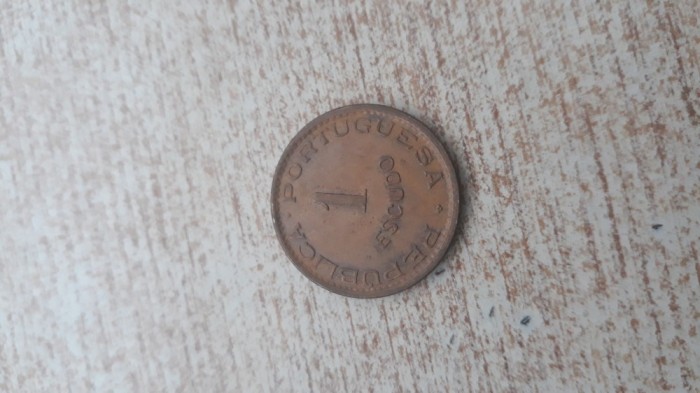 REPUBLICA · PORTUGUESA ·
1
ESCUDO